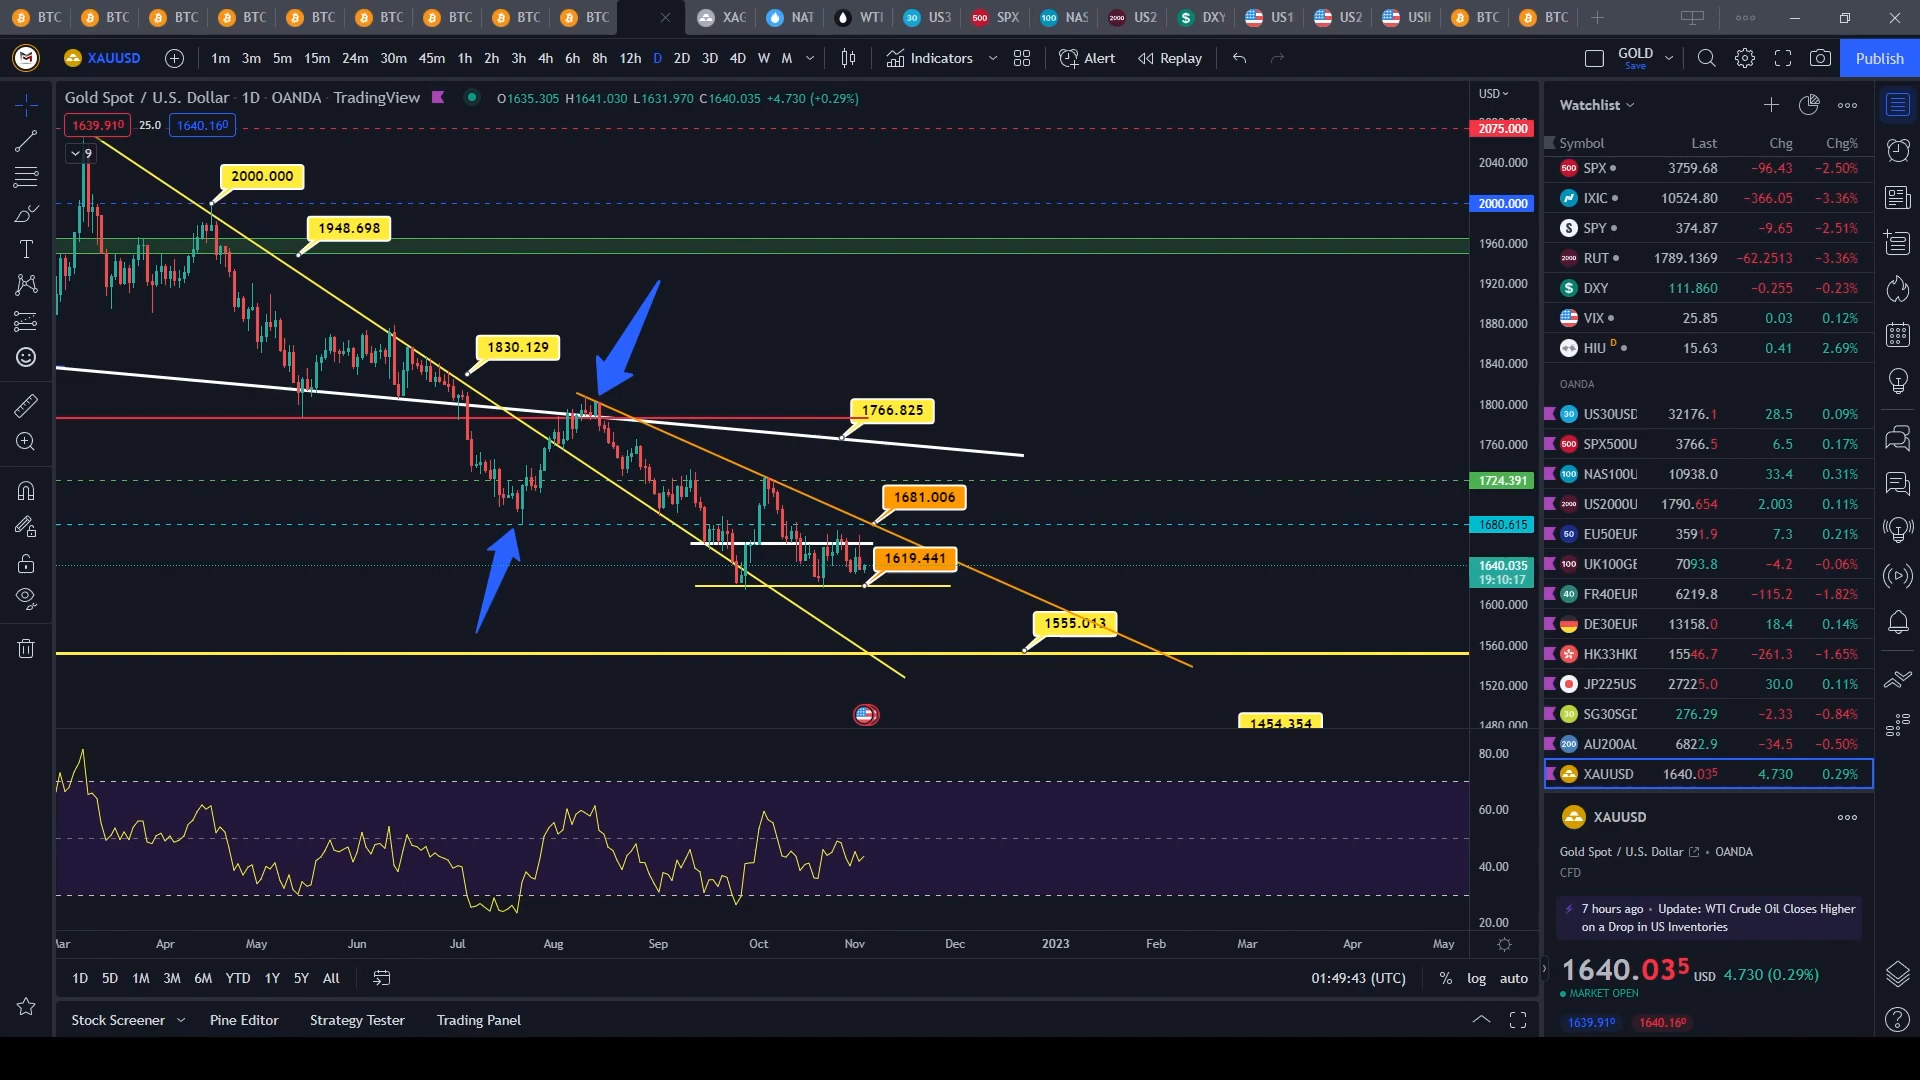 BTC BTC BTC BTC BTC BTC BTC BTC BTC XAG NAT WTI US3 SPX NAS US2 DXY US1 US2 BTC BTC
XAUUSD 1m 3m 5m 15m 24m 30m 45m 1h 2h 3h 4h 6h 8h 12h D 2D 3D 4D W M Indicators Alert Replay GOLD Save Publish
Gold Spot / U.S. Dollar · 1D · OANDA · TradingView O1635.305 H1641.030 L1631.970 C1640.035 +4.730 (+0.29%)
1639.910 25.0 1640.160
9
2000.000
1948.698
1830.129
1766.825
1681.006
1619.441
1555.013
1454.354
USD
2075.000
2040.000
2000.000
1960.000
1920.000
1880.000
1840.000
1800.000
1760.000
1724.391
1680.615
1640.035
19:10:17
1600.000
1560.000
1520.000
1480.000
80.00
60.00
40.00
20.00
Mar Apr May Jun Jul Aug Sep Oct Nov Dec 2023 Feb Mar Apr May
1D 5D 1M 3M 6M YTD 1Y 5Y All 01:49:43 (UTC) % log auto
Stock Screener Pine Editor Strategy Tester Trading Panel
Watchlist
Symbol Last Chg Chg%
SPX 3759.68 −96.43 −2.50%
IXIC 10524.80 −366.05 −3.36%
SPY 374.87 −9.65 −2.51%
RUT 1789.1369 −62.2513 −3.36%
DXY 111.860 −0.255 −0.23%
VIX 25.85 0.03 0.12%
HIU D 15.63 0.41 2.69%
OANDA
US30USD 32176.1 28.5 0.09%
SPX500U 3766.5 6.5 0.17%
NAS100U 10938.0 33.4 0.31%
US2000U 1790.654 2.003 0.11%
EU50EUR 3591.9 7.3 0.21%
UK100GB 7093.8 −4.2 −0.06%
FR40EUR 6219.8 −115.2 −1.82%
DE30EUR 13158.0 18.4 0.14%
HK33HKD 15546.7 −261.3 −1.65%
JP225US 27225.0 30.0 0.11%
SG30SGD 276.29 −2.33 −0.84%
AU200AU 6822.9 −34.5 −0.50%
XAUUSD 1640.035 4.730 0.29%
XAUUSD
Gold Spot / U.S. Dollar • OANDA
CFD
7 hours ago • Update: WTI Crude Oil Closes Higher
on a Drop in US Inventories
1640.035 USD 4.730 (0.29%)
MARKET OPEN
1639.910 1640.160